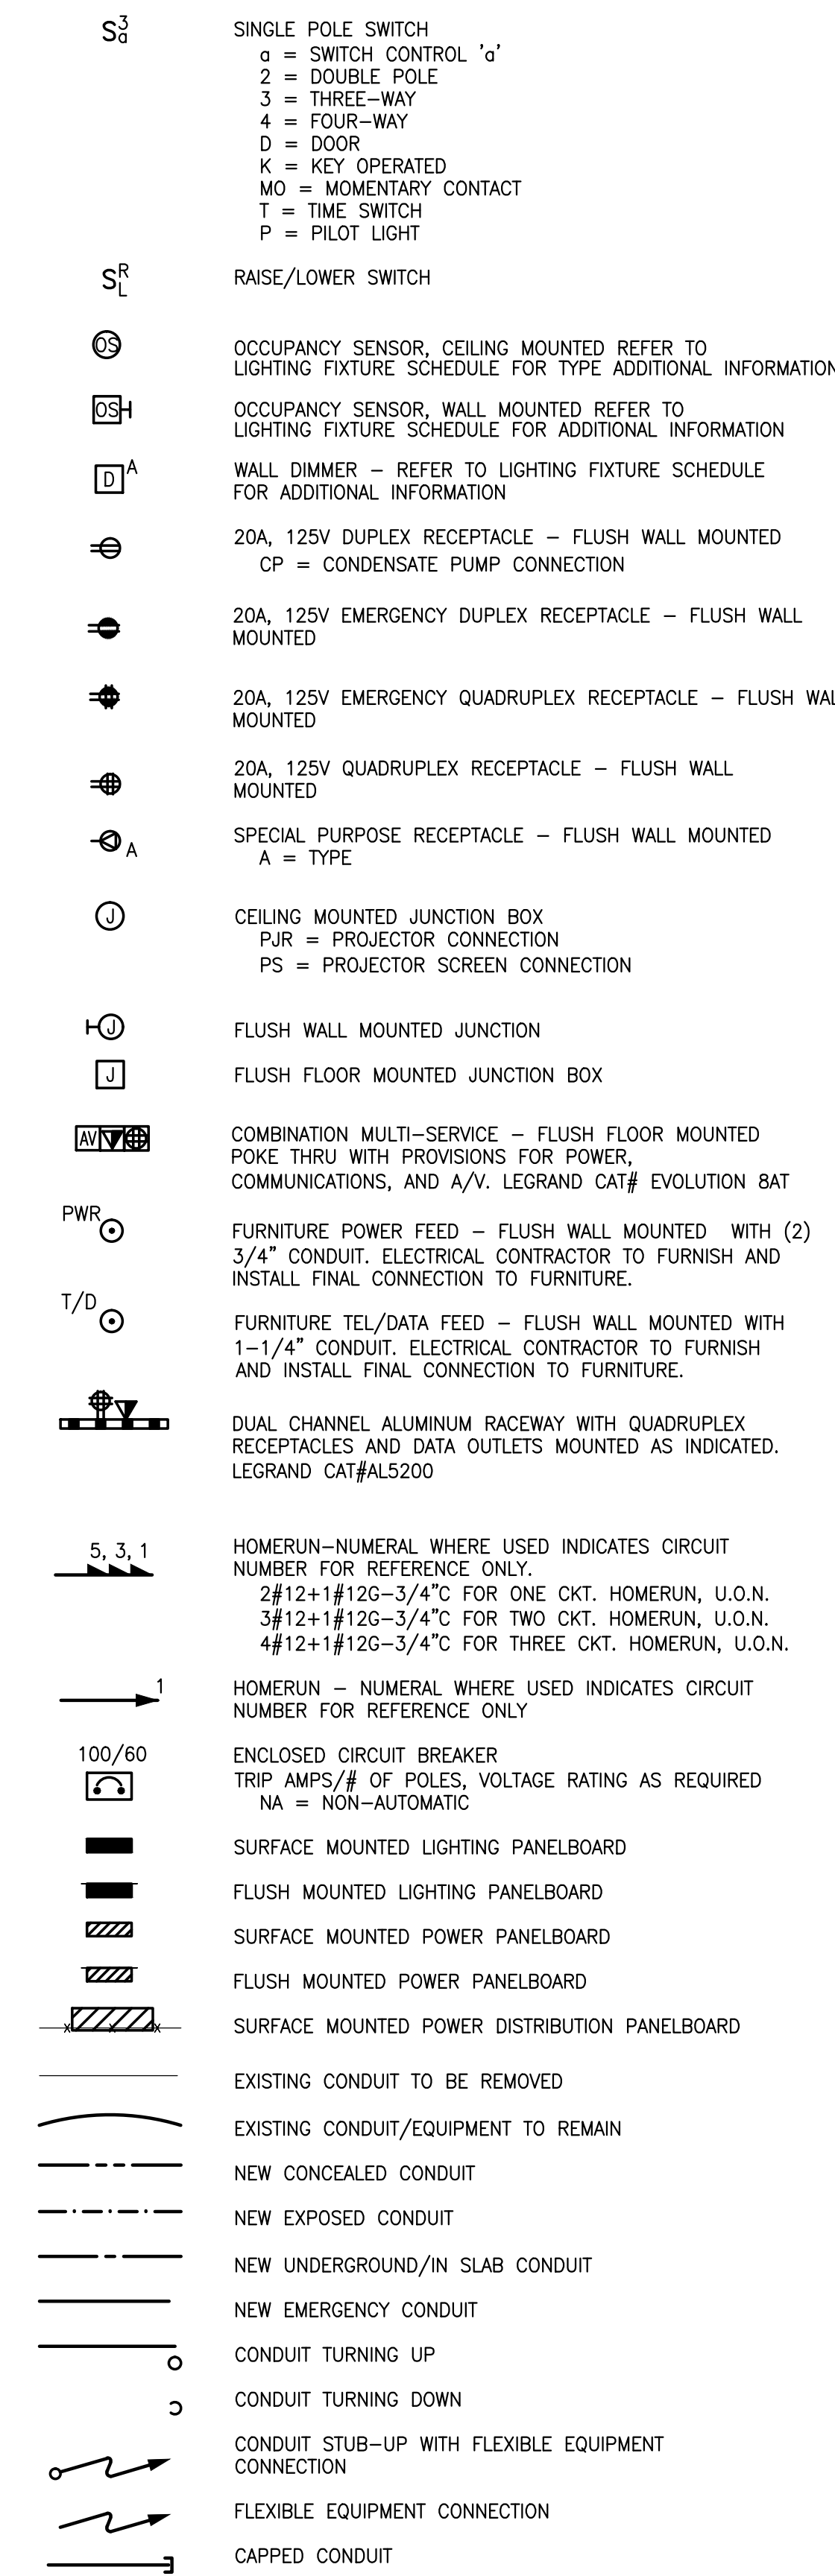 S3a SINGLE POLE SWITCH
a = SWITCH CONTROL 'a'
2 = DOUBLE POLE
3 = THREE-WAY
4 = FOUR-WAY
D = DOOR
K = KEY OPERATED
MO = MOMENTARY CONTACT
T = TIME SWITCH
P = PILOT LIGHT
SRL RAISE/LOWER SWITCH
OS OCCUPANCY SENSOR, CEILING MOUNTED REFER TO
LIGHTING FIXTURE SCHEDULE FOR TYPE ADDITIONAL INFORMATION
OS OCCUPANCY SENSOR, WALL MOUNTED REFER TO
LIGHTING FIXTURE SCHEDULE FOR ADDITIONAL INFORMATION
D A WALL DIMMER - REFER TO LIGHTING FIXTURE SCHEDULE
FOR ADDITIONAL INFORMATION
20A, 125V DUPLEX RECEPTACLE - FLUSH WALL MOUNTED
CP = CONDENSATE PUMP CONNECTION
20A, 125V EMERGENCY DUPLEX RECEPTACLE - FLUSH WALL
MOUNTED
20A, 125V EMERGENCY QUADRUPLEX RECEPTACLE - FLUSH WAL
MOUNTED
20A, 125V QUADRUPLEX RECEPTACLE - FLUSH WALL
MOUNTED
A SPECIAL PURPOSE RECEPTACLE - FLUSH WALL MOUNTED
A = TYPE
J CEILING MOUNTED JUNCTION BOX
PJR = PROJECTOR CONNECTION
PS = PROJECTOR SCREEN CONNECTION
J FLUSH WALL MOUNTED JUNCTION
J FLUSH FLOOR MOUNTED JUNCTION BOX
AV COMBINATION MULTI-SERVICE - FLUSH FLOOR MOUNTED
POKE THRU WITH PROVISIONS FOR POWER,
COMMUNICATIONS, AND A/V. LEGRAND CAT# EVOLUTION 8AT
PWR FURNITURE POWER FEED - FLUSH WALL MOUNTED WITH (2)
3/4" CONDUIT. ELECTRICAL CONTRACTOR TO FURNISH AND
INSTALL FINAL CONNECTION TO FURNITURE.
T/D FURNITURE TEL/DATA FEED - FLUSH WALL MOUNTED WITH
1-1/4" CONDUIT. ELECTRICAL CONTRACTOR TO FURNISH
AND INSTALL FINAL CONNECTION TO FURNITURE.
DUAL CHANNEL ALUMINUM RACEWAY WITH QUADRUPLEX
RECEPTACLES AND DATA OUTLETS MOUNTED AS INDICATED.
LEGRAND CAT#AL5200
5, 3, 1 HOMERUN-NUMERAL WHERE USED INDICATES CIRCUIT
NUMBER FOR REFERENCE ONLY.
2#12+1#12G-3/4"C FOR ONE CKT. HOMERUN, U.O.N.
3#12+1#12G-3/4"C FOR TWO CKT. HOMERUN, U.O.N.
4#12+1#12G-3/4"C FOR THREE CKT. HOMERUN, U.O.N.
1 HOMERUN - NUMERAL WHERE USED INDICATES CIRCUIT
NUMBER FOR REFERENCE ONLY
100/60 ENCLOSED CIRCUIT BREAKER
TRIP AMPS/# OF POLES, VOLTAGE RATING AS REQUIRED
NA = NON-AUTOMATIC
SURFACE MOUNTED LIGHTING PANELBOARD
FLUSH MOUNTED LIGHTING PANELBOARD
SURFACE MOUNTED POWER PANELBOARD
FLUSH MOUNTED POWER PANELBOARD
SURFACE MOUNTED POWER DISTRIBUTION PANELBOARD
x x x
EXISTING CONDUIT TO BE REMOVED
EXISTING CONDUIT/EQUIPMENT TO REMAIN
NEW CONCEALED CONDUIT
NEW EXPOSED CONDUIT
NEW UNDERGROUND/IN SLAB CONDUIT
NEW EMERGENCY CONDUIT
CONDUIT TURNING UP
CONDUIT TURNING DOWN
CONDUIT STUB-UP WITH FLEXIBLE EQUIPMENT
CONNECTION
FLEXIBLE EQUIPMENT CONNECTION
CAPPED CONDUIT